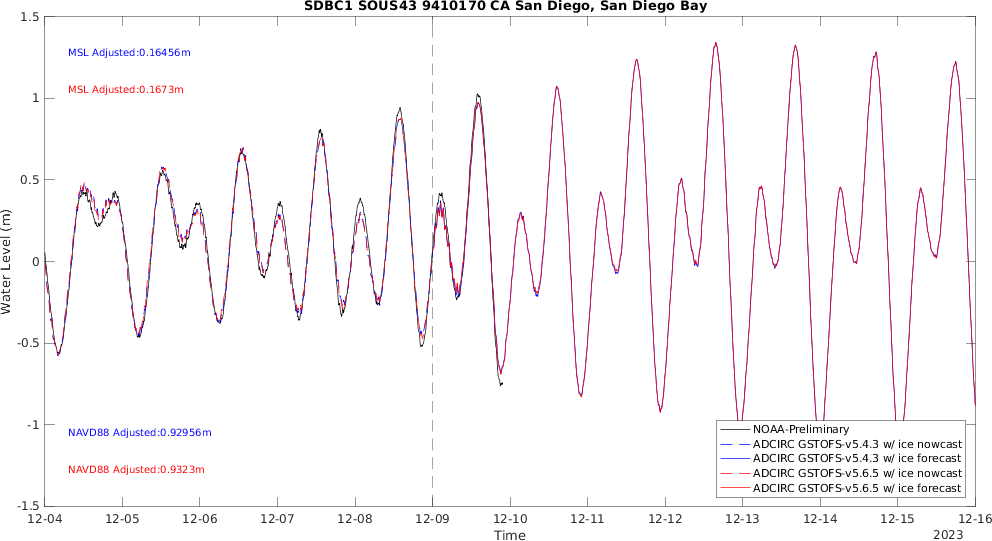 SDBC1 SOUS43 9410170 CA San Diego, San Diego Bay
1.5
MSL Adjusted:0.16456m
MSL Adjusted:0.1673m
1
0.5
Water Level (m)
0
-0.5
-1
NAVD88 Adjusted:0.92956m
NAVD88 Adjusted:0.9323m
NOAA-Preliminary
ADCIRC GSTOFS-v5.4.3 w/ ice nowcast
ADCIRC GSTOFS-v5.4.3 w/ ice forecast
ADCIRC GSTOFS-v5.6.5 w/ ice nowcast
ADCIRC GSTOFS-v5.6.5 w/ ice forecast
-1.5
12-04 12-05 12-06 12-07 12-08 12-09 12-10 12-11 12-12 12-13 12-14 12-15 12-16
Time
2023